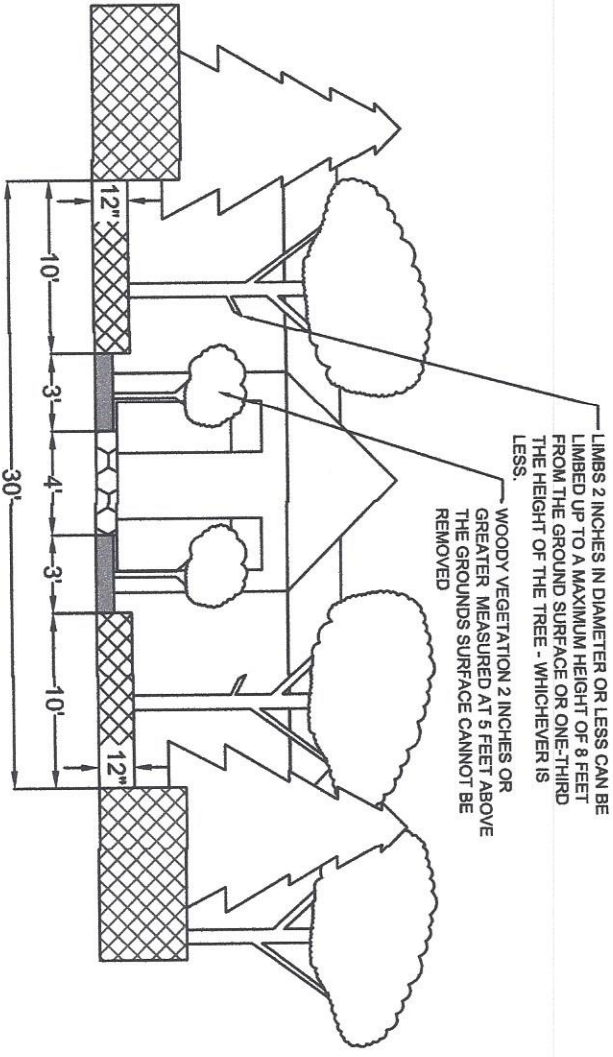 LIMBS 2 INCHES IN DIAMETER OR LESS CAN BE
LIMBED UP TO A MAXIMUM HEIGHT OF 8 FEET
FROM THE GROUND SURFACE OR ONE-THIRD
THE HEIGHT OF THE TREE - WHICHEVER IS
LESS.
WOODY VEGETATION 2 INCHES OR
GREATER MEASURED AT 5 FEET ABOVE
THE GROUNDS SURFACE CANNOT BE
REMOVED
12"
12"
10'
3'
4'
3'
10'
30'